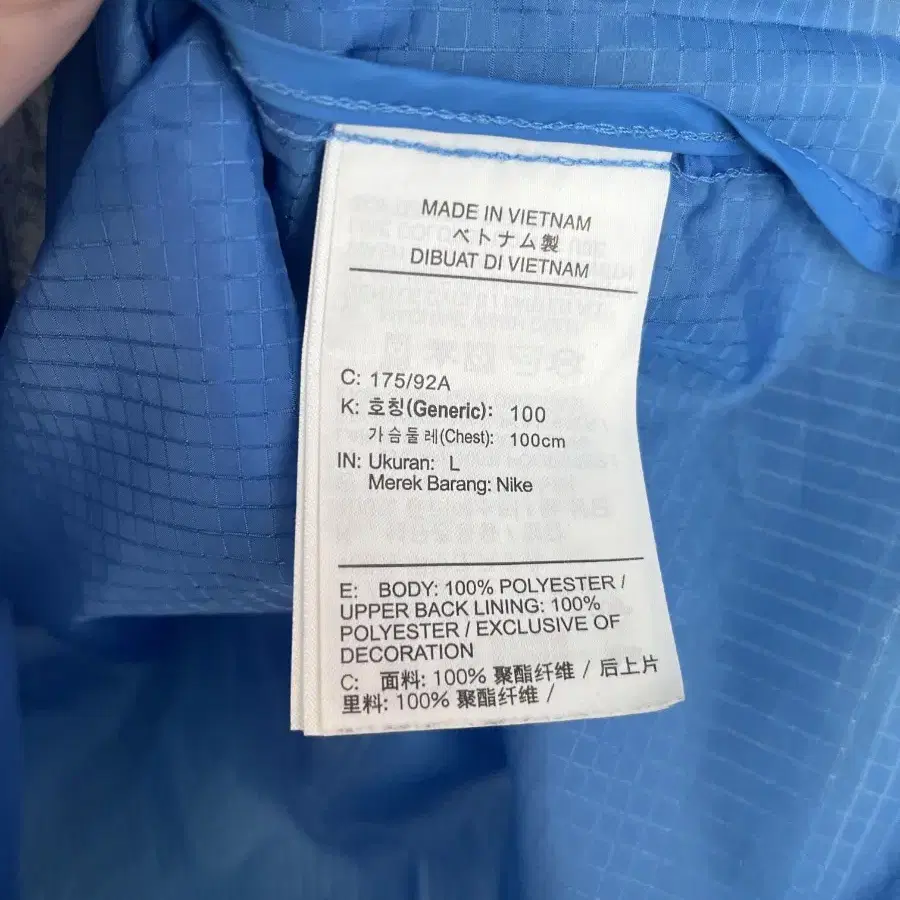 MADE IN VIETNAM
ベトナム製
DIBUAT DI VIETNAM
C: 175/92A
K: 호칭(Generic): 100
가슴둘레(Chest): 100cm
IN: Ukuran: L
Merek Barang: Nike
E: BODY: 100% POLYESTER /
UPPER BACK LINING: 100%
POLYESTER / EXCLUSIVE OF
DECORATION
C: 面料: 100% 聚酯纤维 / 后上片
里料: 100% 聚酯纤维 /